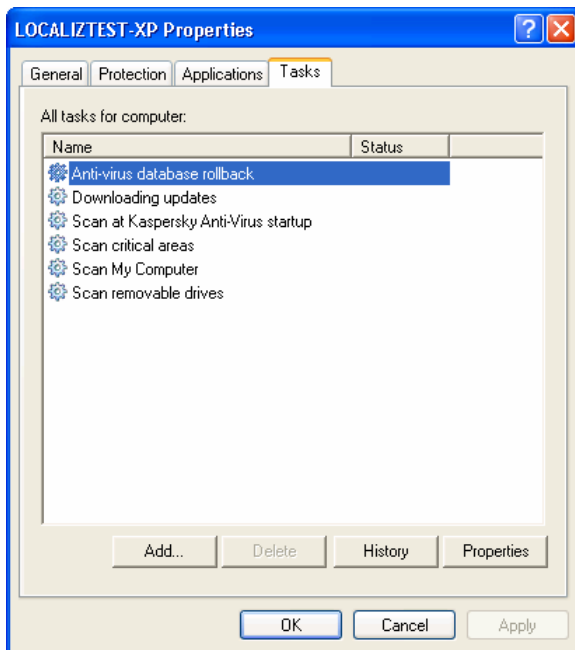 LOCALIZTEST-XP Properties
General Protection Applications Tasks
All tasks for computer:
Name Status
Anti-virus database rollback
Downloading updates
Scan at Kaspersky Anti-Virus startup
Scan critical areas
Scan My Computer
Scan removable drives
Add... Delete History Properties
OK Cancel Apply